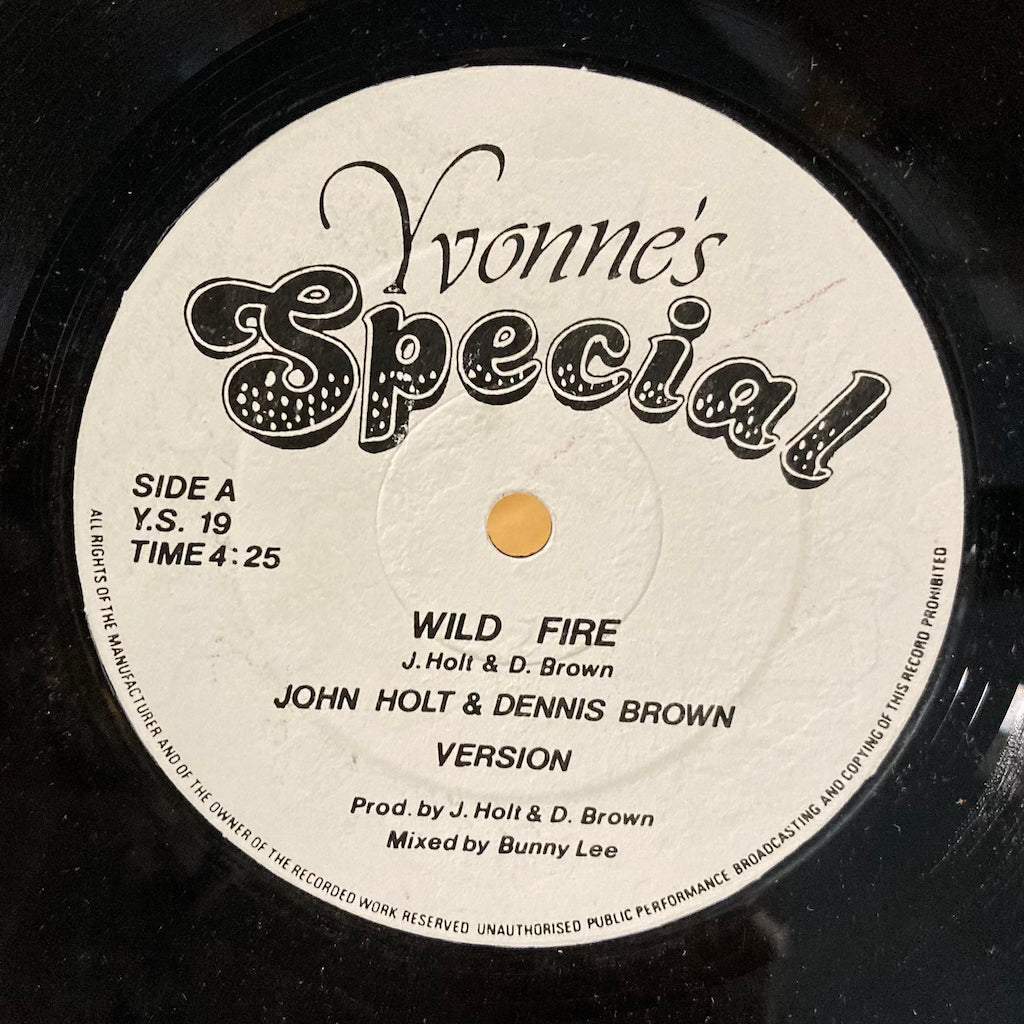 Yvonne's
Special
SIDE A
Y.S. 19
TIME 4:25
WILD FIRE
J. Holt & D. Brown
JOHN HOLT & DENNIS BROWN
VERSION
Prod. by J. Holt & D. Brown
Mixed by Bunny Lee
ALL RIGHTS OF THE MANUFACTURER AND OF THE OWNER OF THE RECORDED WORK RESERVED UNAUTHORISED PUBLIC PERFORMANCE BROADCASTING AND COPYING OF THIS RECORD PROHIBITED